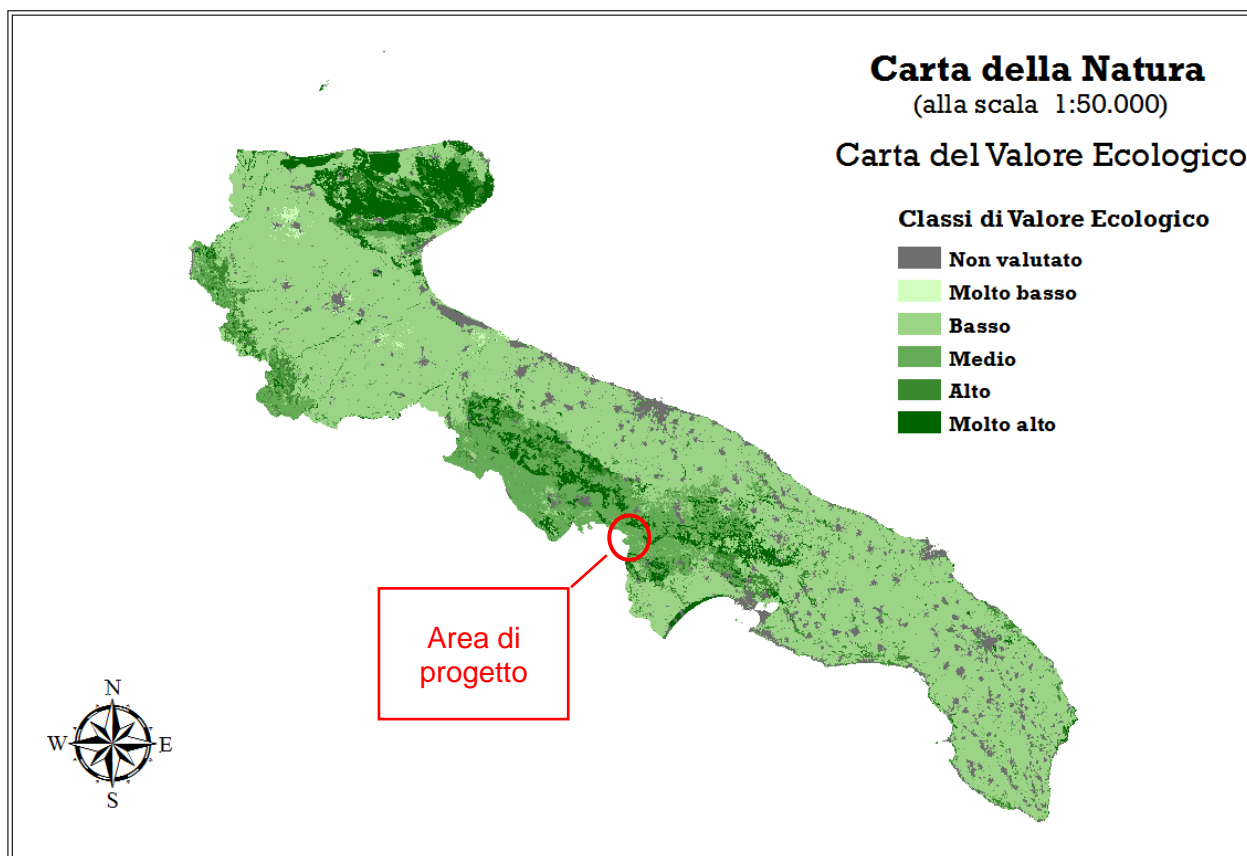 Carta della Natura
(alla scala 1:50.000)
Carta del Valore Ecologico
Classi di Valore Ecologico
Non valutato
Molto basso
Basso
Medio
Alto
Molto alto
Area di
progetto
N
W
E
S